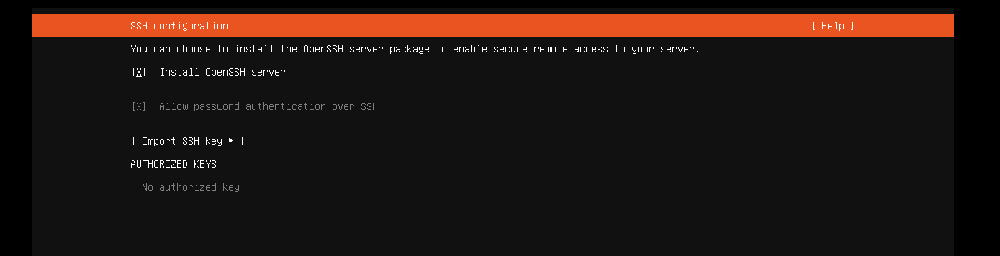 SSH configuration [ Help ]
You can choose to install the OpenSSH server package to enable secure remote access to your server.
[X] Install OpenSSH server
[X] Allow password authentication over SSH
[ Import SSH key ▸ ]
AUTHORIZED KEYS
No authorized key